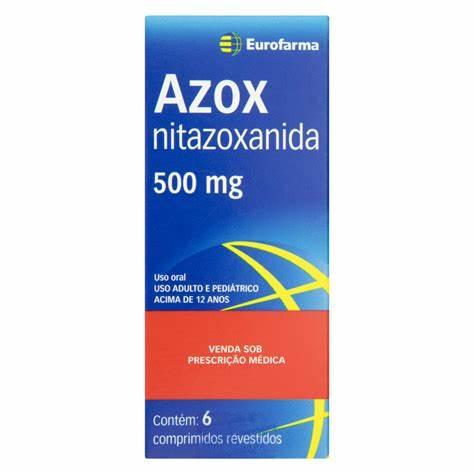 Eurofarma
Azox
nitazoxanida
500 mg
Uso oral
USO ADULTO E PEDIÁTRICO
ACIMA DE 12 ANOS
VENDA SOB
PRESCRIÇÃO MÉDICA
Contém: 6
comprimidos revestidos